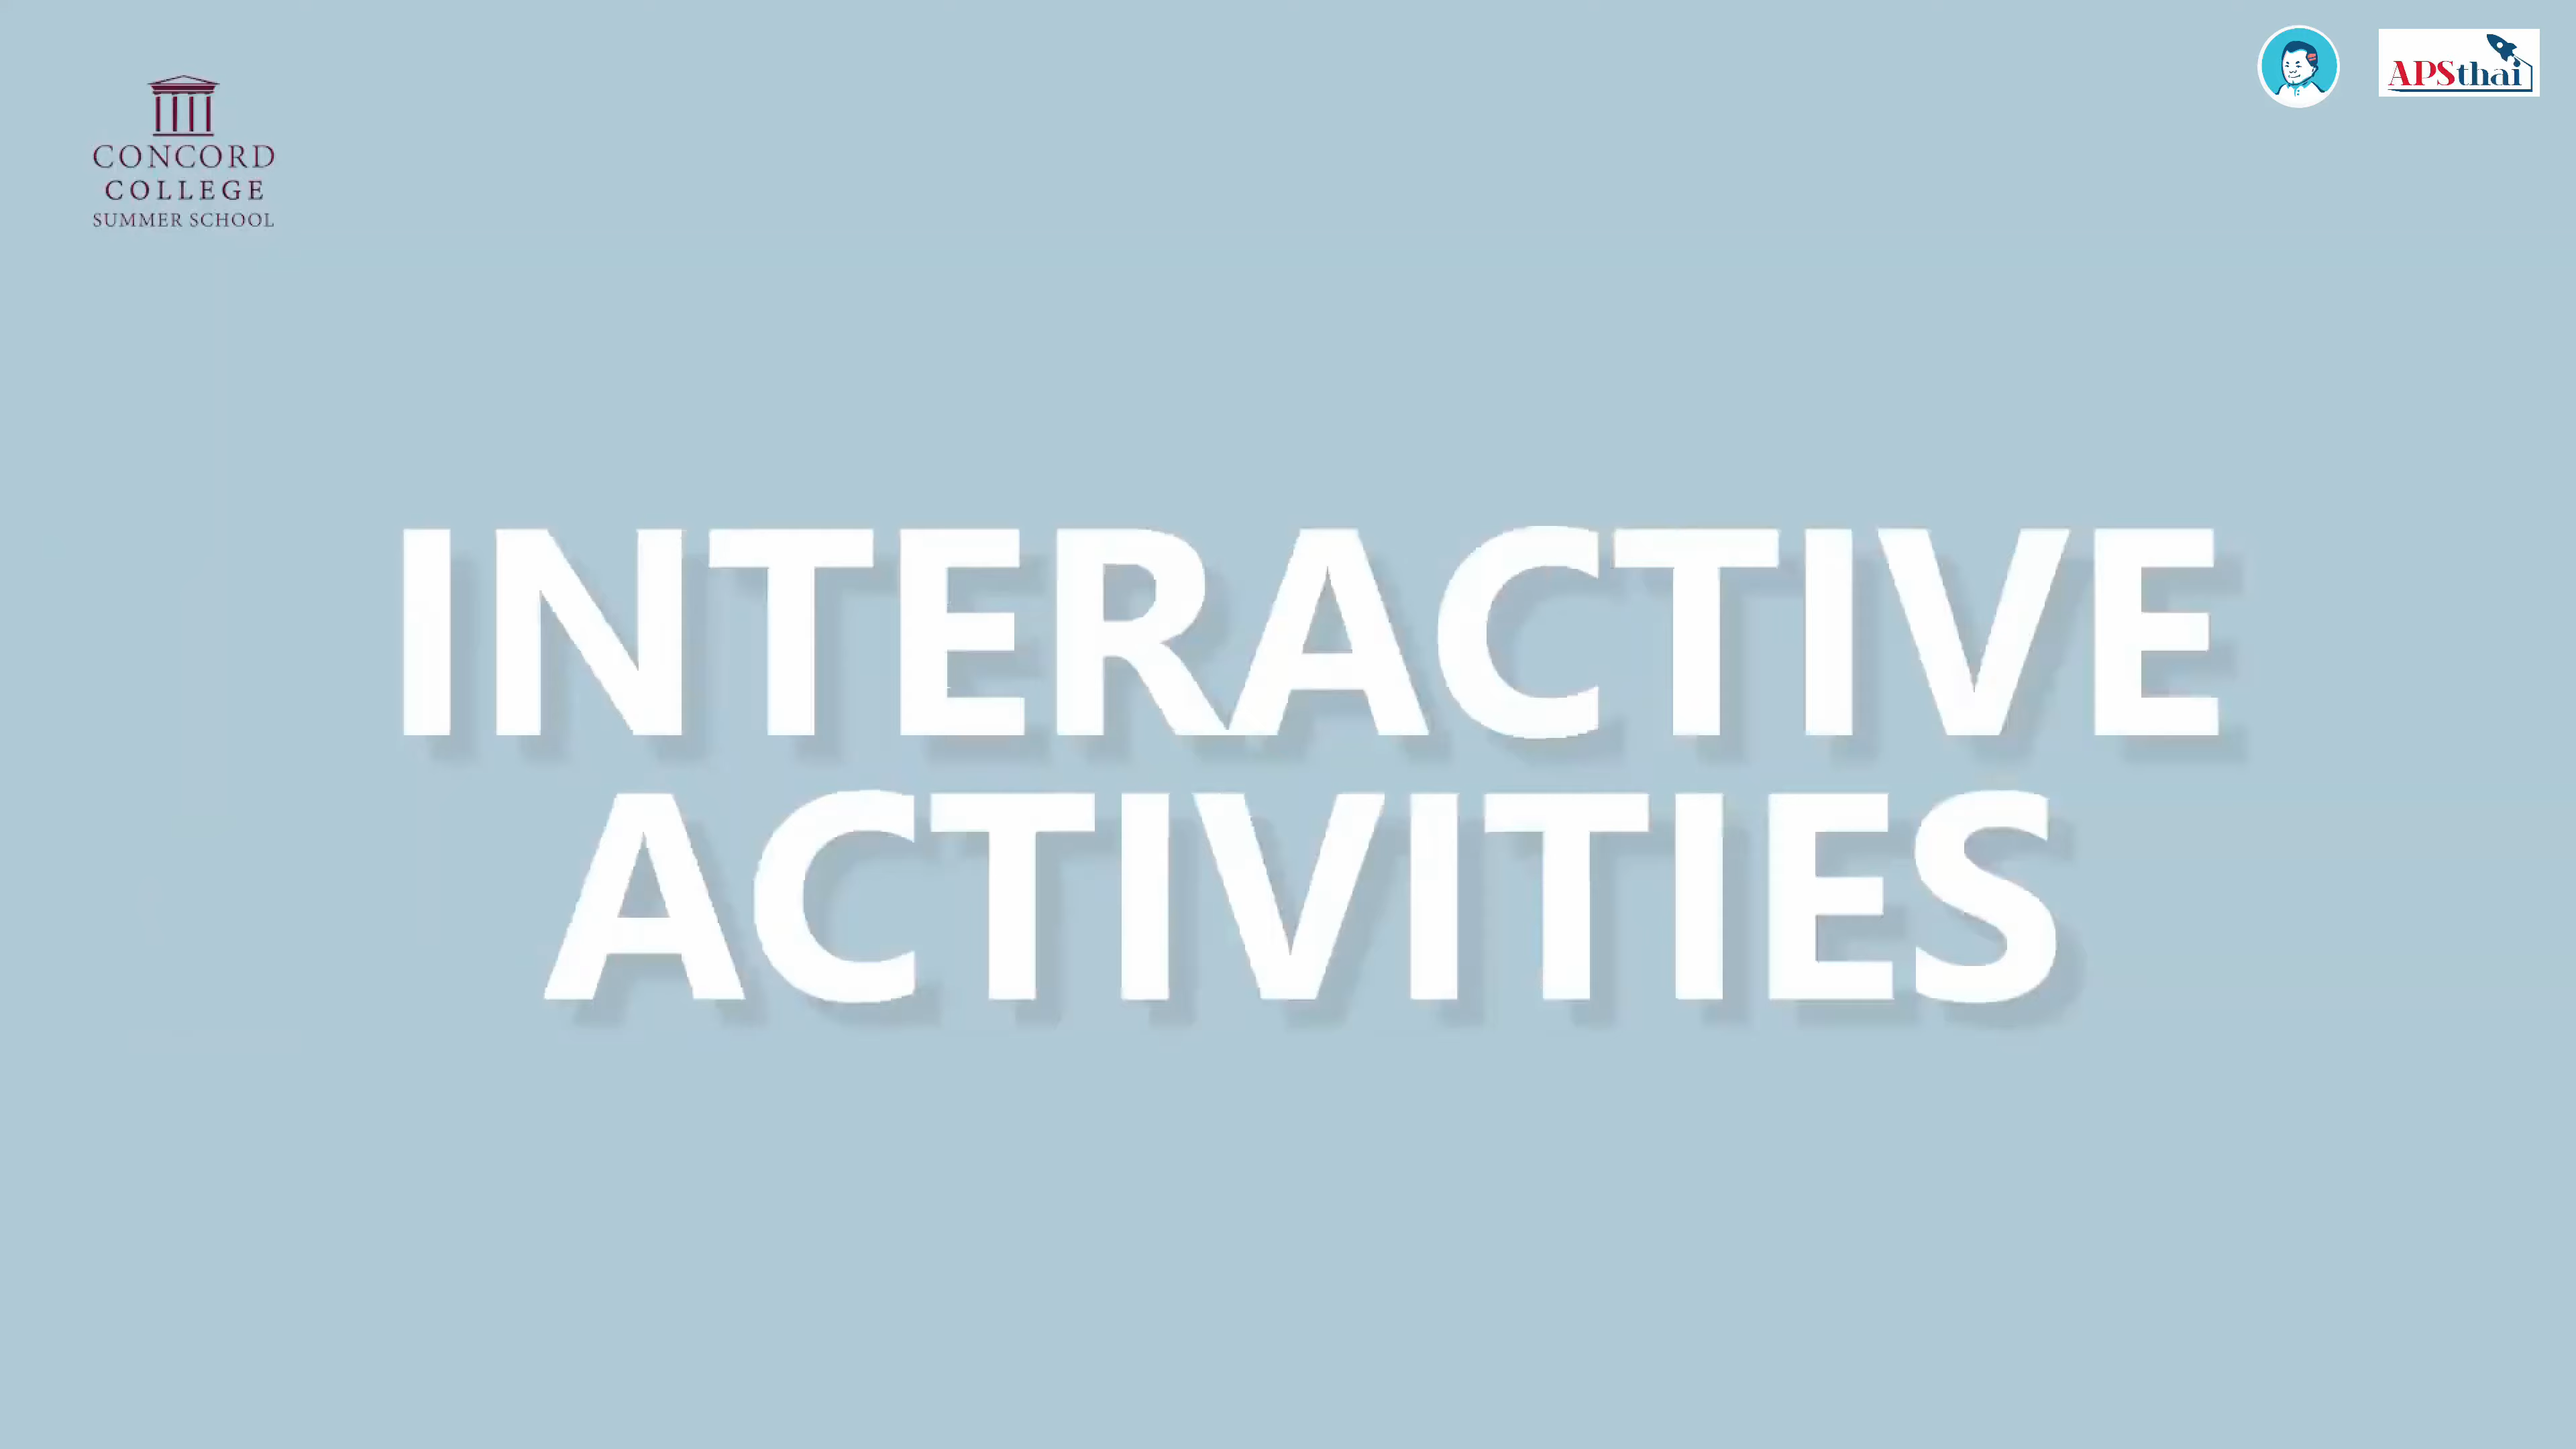 CONCORD
COLLEGE
SUMMER SCHOOL
APSthai
INTERACTIVE
ACTIVITIES